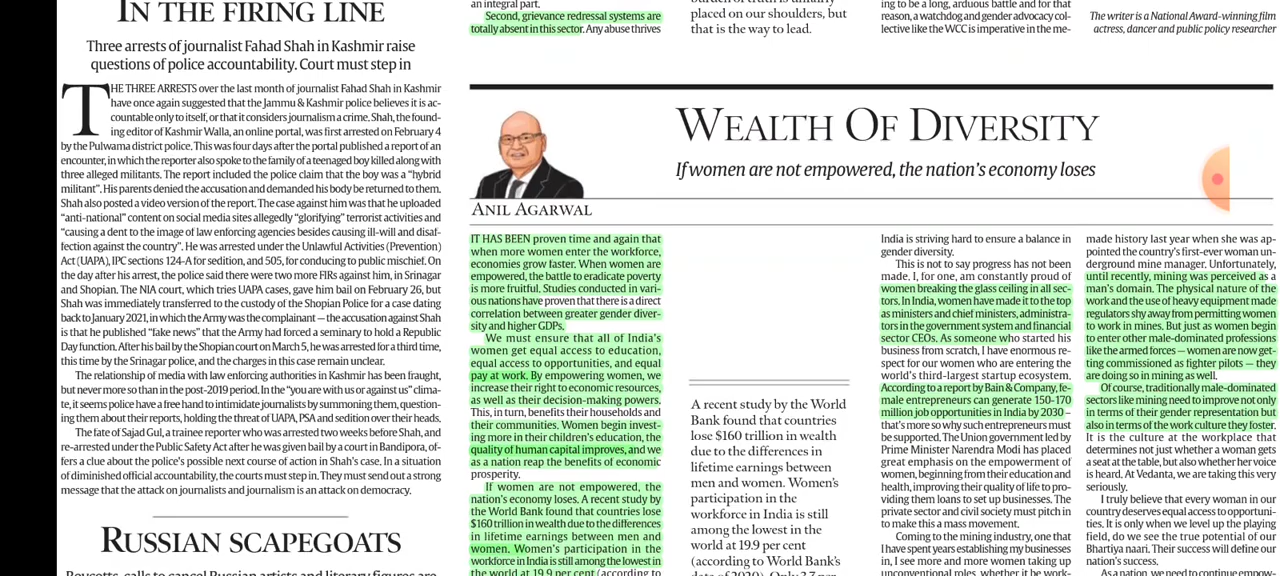 IN THE FIRING LINE
Three arrests of journalist Fahad Shah in Kashmir raise
questions of police accountability. Court must step in
THE THREE ARRESTS over the last month of journalist Fahad Shah in Kashmir
have once again suggested that the Jammu & Kashmir police believes it is ac-
countable only to itself, or that it considers journalism a crime. Shah, the found-
ing editor of Kashmir Walla, an online portal, was first arrested on February 4
by the Pulwama district police. This was four days after the portal published a report of an
encounter, in which the reporter also spoke to the family of a teenaged boy killed along with
three alleged militants. The report included the police claim that the boy was a “hybrid
militant”. His parents denied the accusation and demanded his body be returned to them.
Shah also posted a video version of the report. The case against him was that he uploaded
“anti-national” content on social media sites allegedly “glorifying” terrorist activities and
“causing a dent to the image of law enforcing agencies besides causing ill-will and disaf-
fection against the country”. He was arrested under the Unlawful Activities (Prevention)
Act (UAPA), IPC sections 124-A for sedition, and 505, for conducing to public mischief. On
the day after his arrest, the police said there were two more FIRs against him, in Srinagar
and Shopian. The NIA court, which tries UAPA cases, gave him bail on February 26, but
Shah was immediately transferred to the custody of the Shopian Police for a case dating
back to January 2021, in which the Army was the complainant — the accusation against Shah
is that he published “fake news” that the Army had forced a seminary to hold a Republic
Day function. After his bail by the Shopian court on March 5, he was arrested for a third time,
this time by the Srinagar police, and the charges in this case remain unclear.
The relationship of media with law enforcing authorities in Kashmir has been fraught,
but never more so than in the post-2019 period. In the “you are with us or against us” clima-
te, it seems police have a free hand to intimidate journalists by summoning them, question-
ing them about their reports, holding the threat of UAPA, PSA and sedition over their heads.
The fate of Sajad Gul, a trainee reporter who was arrested two weeks before Shah, and
re-arrested under the Public Safety Act after he was given bail by a court in Bandipora, of-
fers a clue about the police's possible next course of action in Shah's case. In a situation
of diminished official accountability, the courts must step in. They must send out a strong
message that the attack on journalists and journalism is an attack on democracy.
RUSSIAN SCAPEGOATS
Boycotts, calls to cancel Russian artists and literary figures are
an integral part.
Second, grievance redressal systems are
totally absent in this sector. Any abuse thrives
placed on our shoulders, but
that is the way to lead.
ing to be a long, arduous battle and for that
reason, a watchdog and gender advocacy col-
lective like the WCC is imperative in the me-
The writer is a National Award-winning film
actress, dancer and public policy researcher
WEALTH OF DIVERSITY
If women are not empowered, the nation's economy loses
ANIL AGARWAL
IT HAS BEEN proven time and again that
when more women enter the workforce,
economies grow faster. When women are
empowered, the battle to eradicate poverty
is more fruitful. Studies conducted in vari-
ous nations have proven that there is a direct
correlation between greater gender diver-
sity and higher GDPs.
We must ensure that all of India's
women get equal access to education,
equal access to opportunities, and equal
pay at work. By empowering women, we
increase their right to economic resources,
as well as their decision-making powers.
This, in turn, benefits their households and
their communities. Women begin invest-
ing more in their children's education, the
quality of human capital improves, and we
as a nation reap the benefits of economic
prosperity.
If women are not empowered, the
nation's economy loses. A recent study by
the World Bank found that countries lose
$160 trillion in wealth due to the differences
in lifetime earnings between men and
women. Women's participation in the
workforce in India is still among the lowest in
the world at 19.9 per cent (according to
A recent study by the World
Bank found that countries
lose $160 trillion in wealth
due to the differences in
lifetime earnings between
men and women. Women's
participation in the
workforce in India is still
among the lowest in the
world at 19.9 per cent
(according to World Bank's
India is striving hard to ensure a balance in
gender diversity.
This is not to say progress has not been
made. I, for one, am constantly proud of
women breaking the glass ceiling in all sec-
tors. In India, women have made it to the top
as ministers and chief ministers, administra-
tors in the government system and financial
sector CEOs. As someone who started his
business from scratch, I have enormous re-
spect for our women who are entering the
world's third-largest startup ecosystem.
According to a report by Bain & Company, fe-
male entrepreneurs can generate 150-170
million job opportunities in India by 2030 –
that's more so why such entrepreneurs must
be supported. The Union government led by
Prime Minister Narendra Modi has placed
great emphasis on the empowerment of
women, beginning from their education and
health, improving their quality of life to pro-
viding them loans to set up businesses. The
private sector and civil society must pitch in
to make this a mass movement.
Coming to the mining industry, one that
I have spent years establishing my businesses
in, I see more and more women taking up
unconventional roles, whether it be work-
made history last year when she was ap-
pointed the country's first-ever woman un-
derground mine manager. Unfortunately,
until recently, mining was perceived as a
man's domain. The physical nature of the
work and the use of heavy equipment made
regulators shy away from permitting women
to work in mines. But just as women begin
to enter other male-dominated professions
like the armed forces — women are now get-
ting commissioned as fighter pilots — they
are doing so in mining as well.
Of course, traditionally male-dominated
sectors like mining need to improve not only
in terms of their gender representation but
also in terms of the work culture they foster.
It is the culture at the workplace that
determines not just whether a woman gets
a seat at the table, but also whether her voice
is heard. At Vedanta, we are taking this very
seriously.
I truly believe that every woman in our
country deserves equal access to opportuni-
ties. It is only when we level up the playing
field, do we see the true potential of our
Bhartiya naari. Their success will define our
nation's success.
As a nation, we need to continue empow-